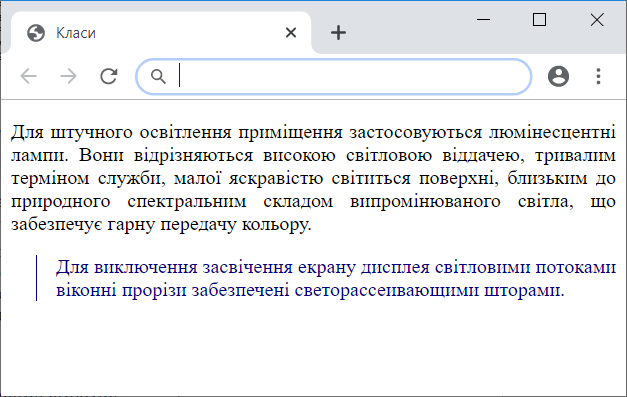 Класи
Для штучного освітлення приміщення застосовуються люмінесцентні
лампи. Вони відрізняються високою світловою віддачею, тривалим
терміном служби, малої яскравістю світиться поверхні, близьким до
природного спектральним складом випромінюваного світла, що
забезпечує гарну передачу кольору.
Для виключення засвічення екрану дисплея світловими потоками
віконні прорізи забезпечені светорассеивающими шторами.